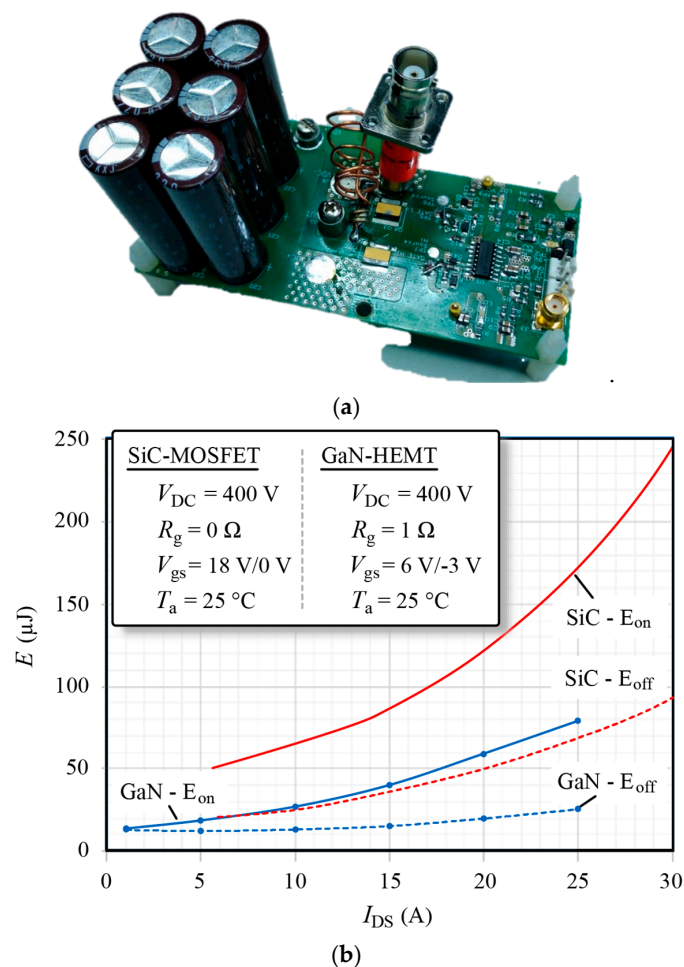 (a)
250
200
150
100
50
0
E (µJ)
SiC-MOSFET
V_DC = 400 V
R_g = 0 Ω
V_gs = 18 V/0 V
T_a = 25 °C
GaN-HEMT
V_DC = 400 V
R_g = 1 Ω
V_gs = 6 V/-3 V
T_a = 25 °C
SiC - E_on
SiC - E_off
GaN - E_on
GaN - E_off
0 5 10 15 20 25 30
I_DS (A)
(b)